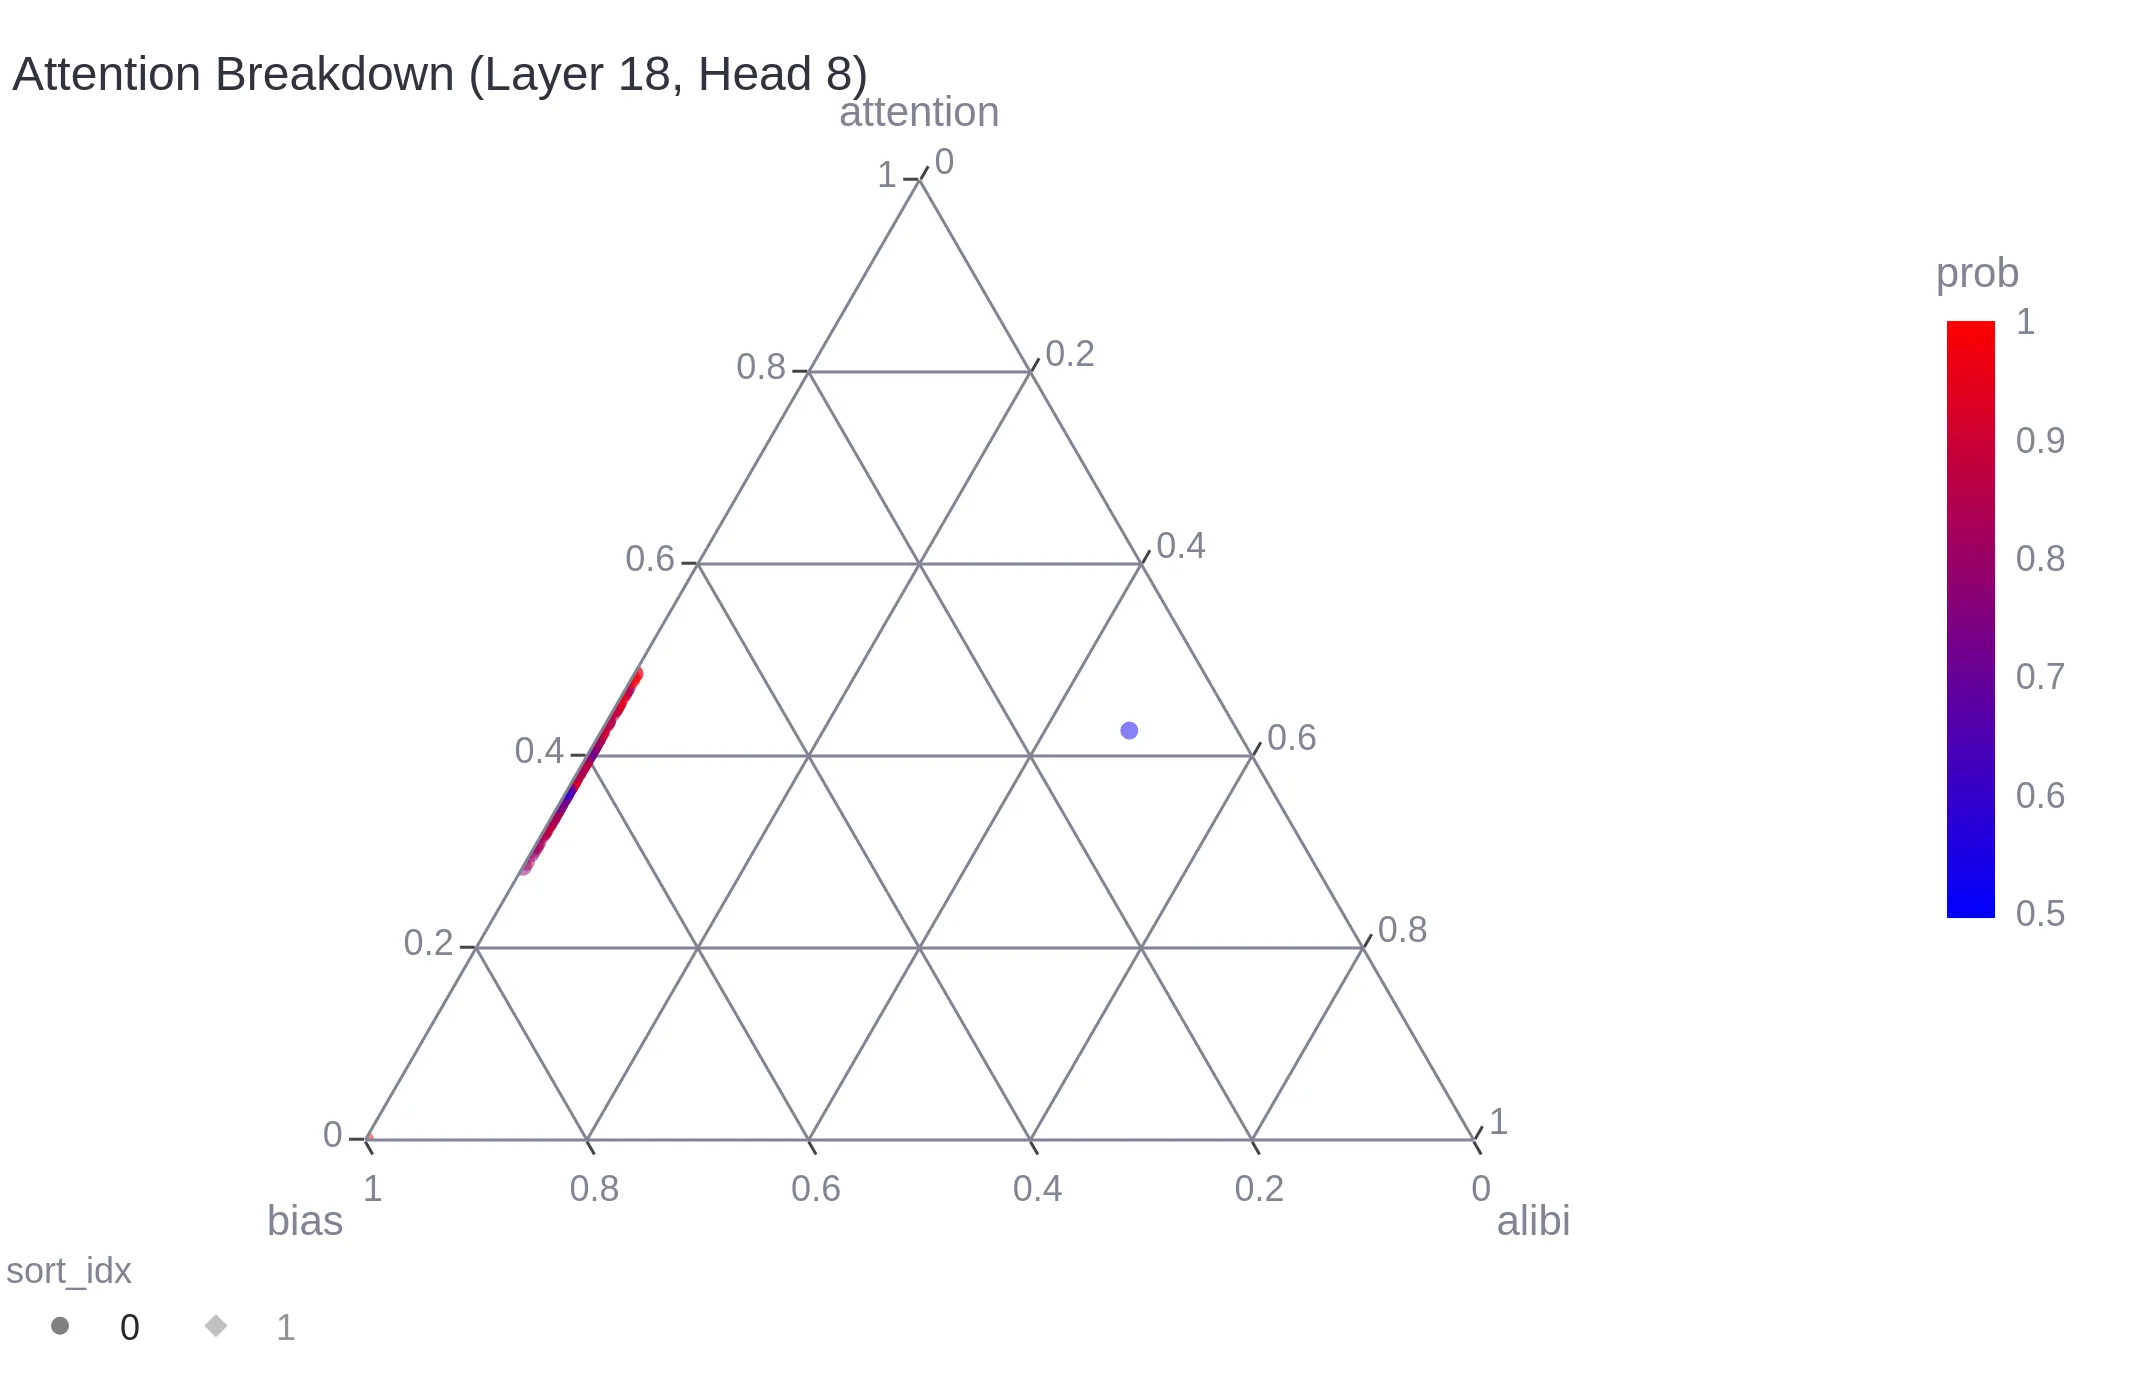 Attention Breakdown (Layer 18, Head 8)
attention
1 0
0.8 0.2
0.6 0.4
0.4 0.6
0.2 0.8
0 1
1 0.8 0.6 0.4 0.2 0
bias alibi
prob
1
0.9
0.8
0.7
0.6
0.5
sort_idx
0 1